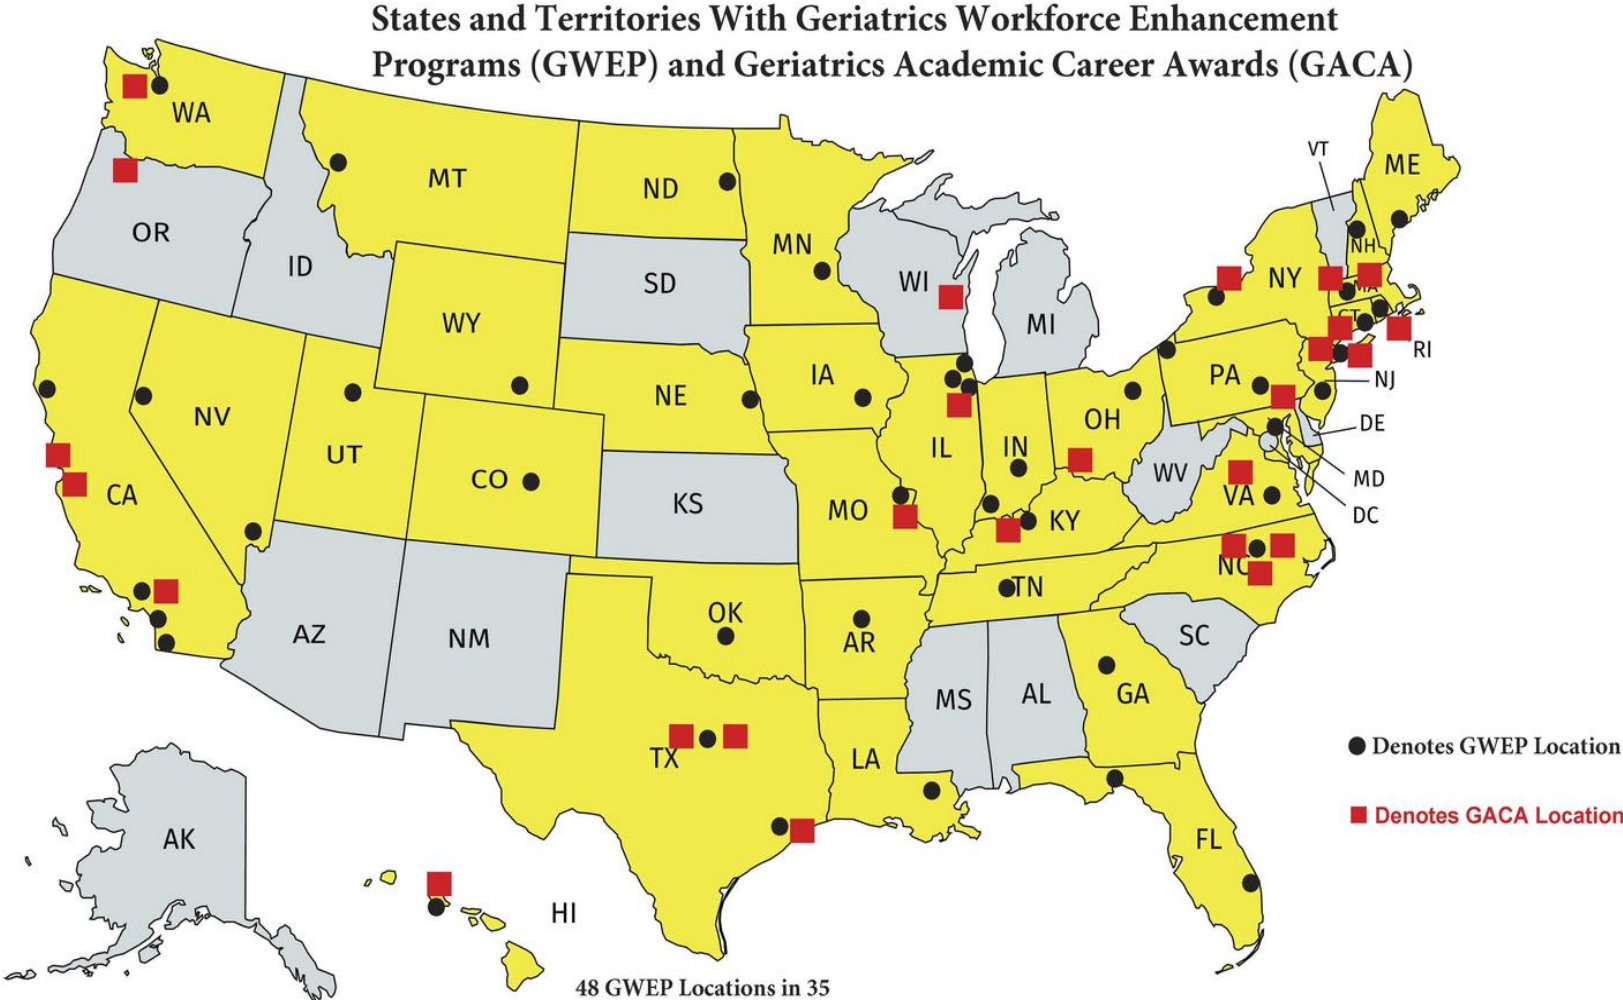 States and Territories With Geriatrics Workforce Enhancement
Programs (GWEP) and Geriatrics Academic Career Awards (GACA)
WA
MT
ND
MN
OR
ID
SD
WI
MI
VT
ME
NH
NY
MA
CT
RI
WY
IA
NE
PA
NJ
NV
UT
CO
IL
IN
OH
DE
WV
MD
DC
CA
KS
MO
KY
VA
NC
TN
AZ
NM
OK
AR
MS
AL
GA
SC
TX
LA
FL
Denotes GWEP Location
Denotes GACA Location
AK
HI
48 GWEP Locations in 35